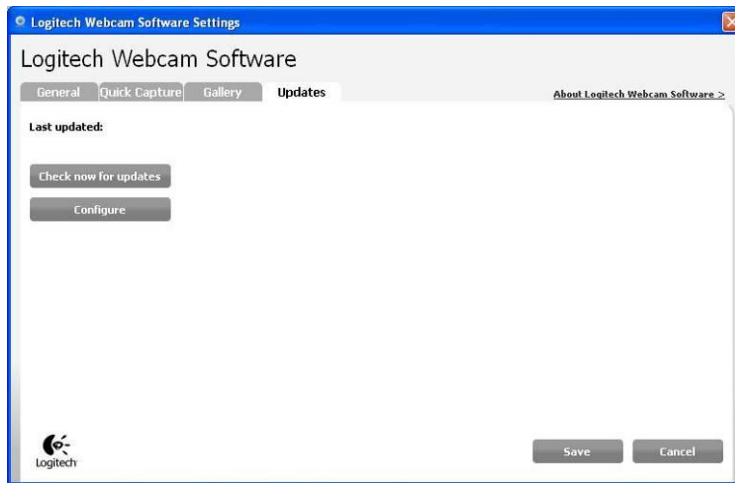 Logitech Webcam Software Settings
Logitech Webcam Software
General Quick Capture Gallery Updates About Logitech Webcam Software >
Last updated:
Check now for updates
Configure
Logitech
Save Cancel